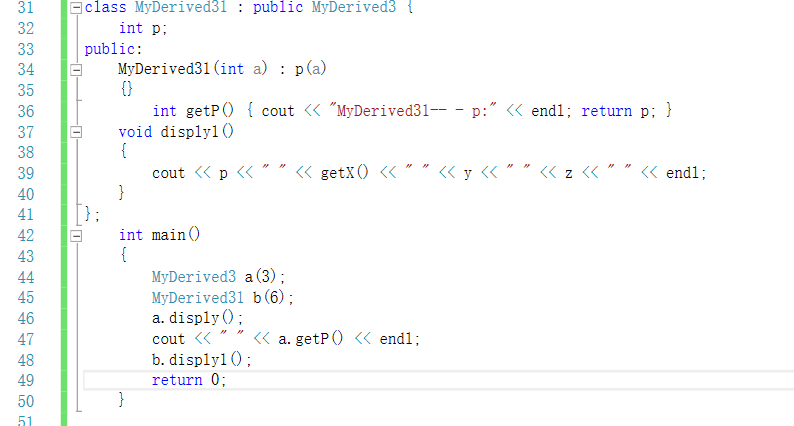 31 class MyDerived31 : public MyDerived3 {
32 int p;
33 public:
34 MyDerived31(int a) : p(a)
35 {}
36 int getP() { cout << "MyDerived31-- - p:" << endl; return p; }
37 void disply1()
38 {
39 cout << p << " " << getX() << " " << y << " " << z << " " << endl;
40 }
41 };
42 int main()
43 {
44 MyDerived3 a(3);
45 MyDerived31 b(6);
46 a.disply();
47 cout << " " << a.getP() << endl;
48 b.disply1();
49 return 0;
50 }
51